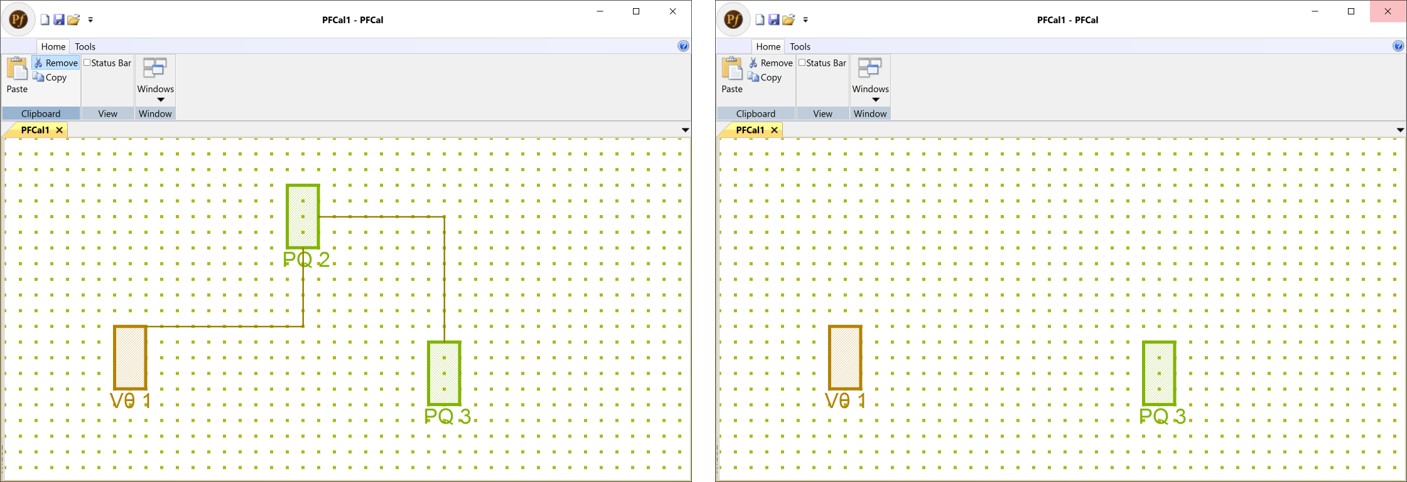 Pf
PFCal1 - PFCal
Home Tools
Paste
Remove
Copy
Status Bar
Windows
Clipboard View Window
PFCal1
PQ 2
Vθ 1
PQ 3
Pf
PFCal1 - PFCal
Home Tools
Paste
Remove
Copy
Status Bar
Windows
Clipboard View Window
PFCal1
Vθ 1
PQ 3